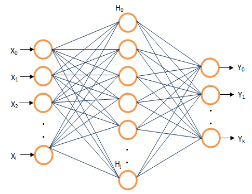 H₀
X₀
X₁
X₂
Xᵢ
Hⱼ
Y₀
Y₁
Yₖ